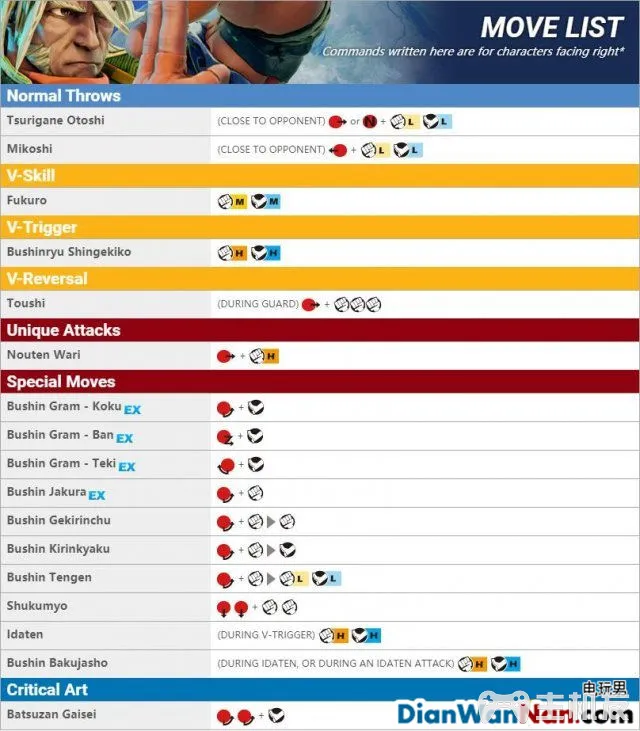 MOVE LIST
Commands written here are for characters facing right*
Normal Throws
Tsurigane Otoshi (CLOSE TO OPPONENT) or N + L L
Mikoshi (CLOSE TO OPPONENT) + L L
V-Skill
Fukuro M M
V-Trigger
Bushinryu Shingekiko H H
V-Reversal
Toushi (DURING GUARD) +
Unique Attacks
Nouten Wari + H
Special Moves
Bushin Gram - Koku EX +
Bushin Gram - Ban EX +
Bushin Gram - Teki EX +
Bushin Jakura EX +
Bushin Gekirinchu +
Bushin Kirinkyaku +
Bushin Tengen + L L
Shukumyo +
Idaten (DURING V-TRIGGER) H H
Bushin Bakujasho (DURING IDATEN, OR DURING AN IDATEN ATTACK) H H
Critical Art
电玩男
Batsuzan Gaisei +
DianWanNan.com